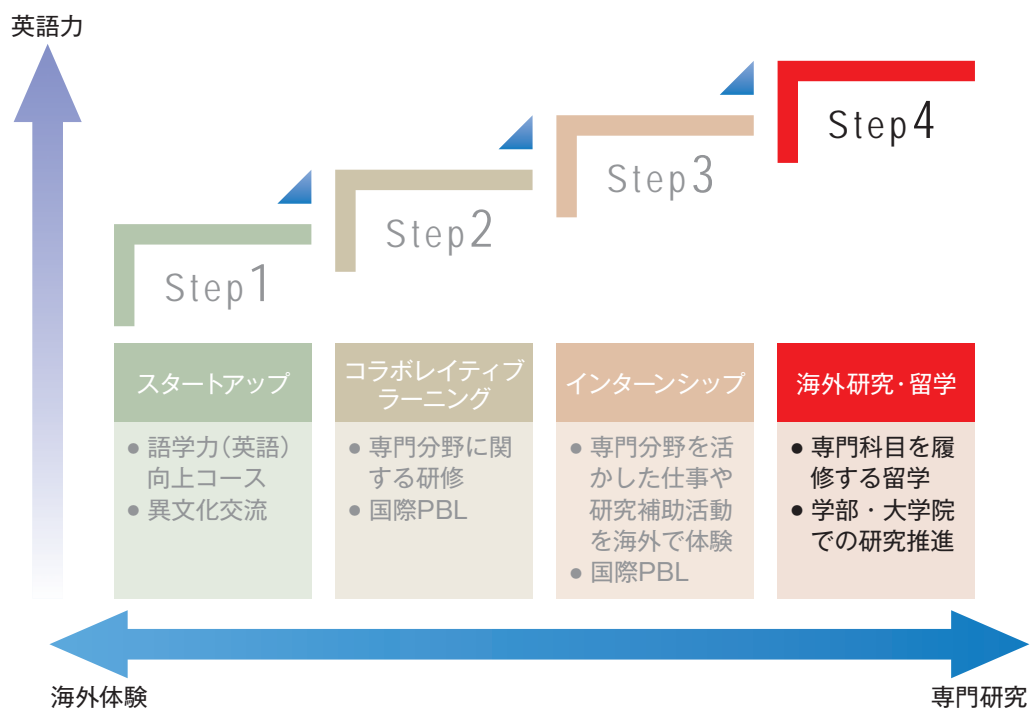 英語力
Step1
Step2
Step3
Step4
スタートアップ
● 語学力（英語）
向上コース
● 異文化交流
コラボレイティブ
ラーニング
● 専門分野に関
する研修
● 国際PBL
インターンシップ
● 専門分野を活
かした仕事や
研究補助活動
を海外で体験
● 国際PBL
海外研究・留学
● 専門科目を履
修する留学
● 学部・大学院
での研究推進
海外体験
専門研究